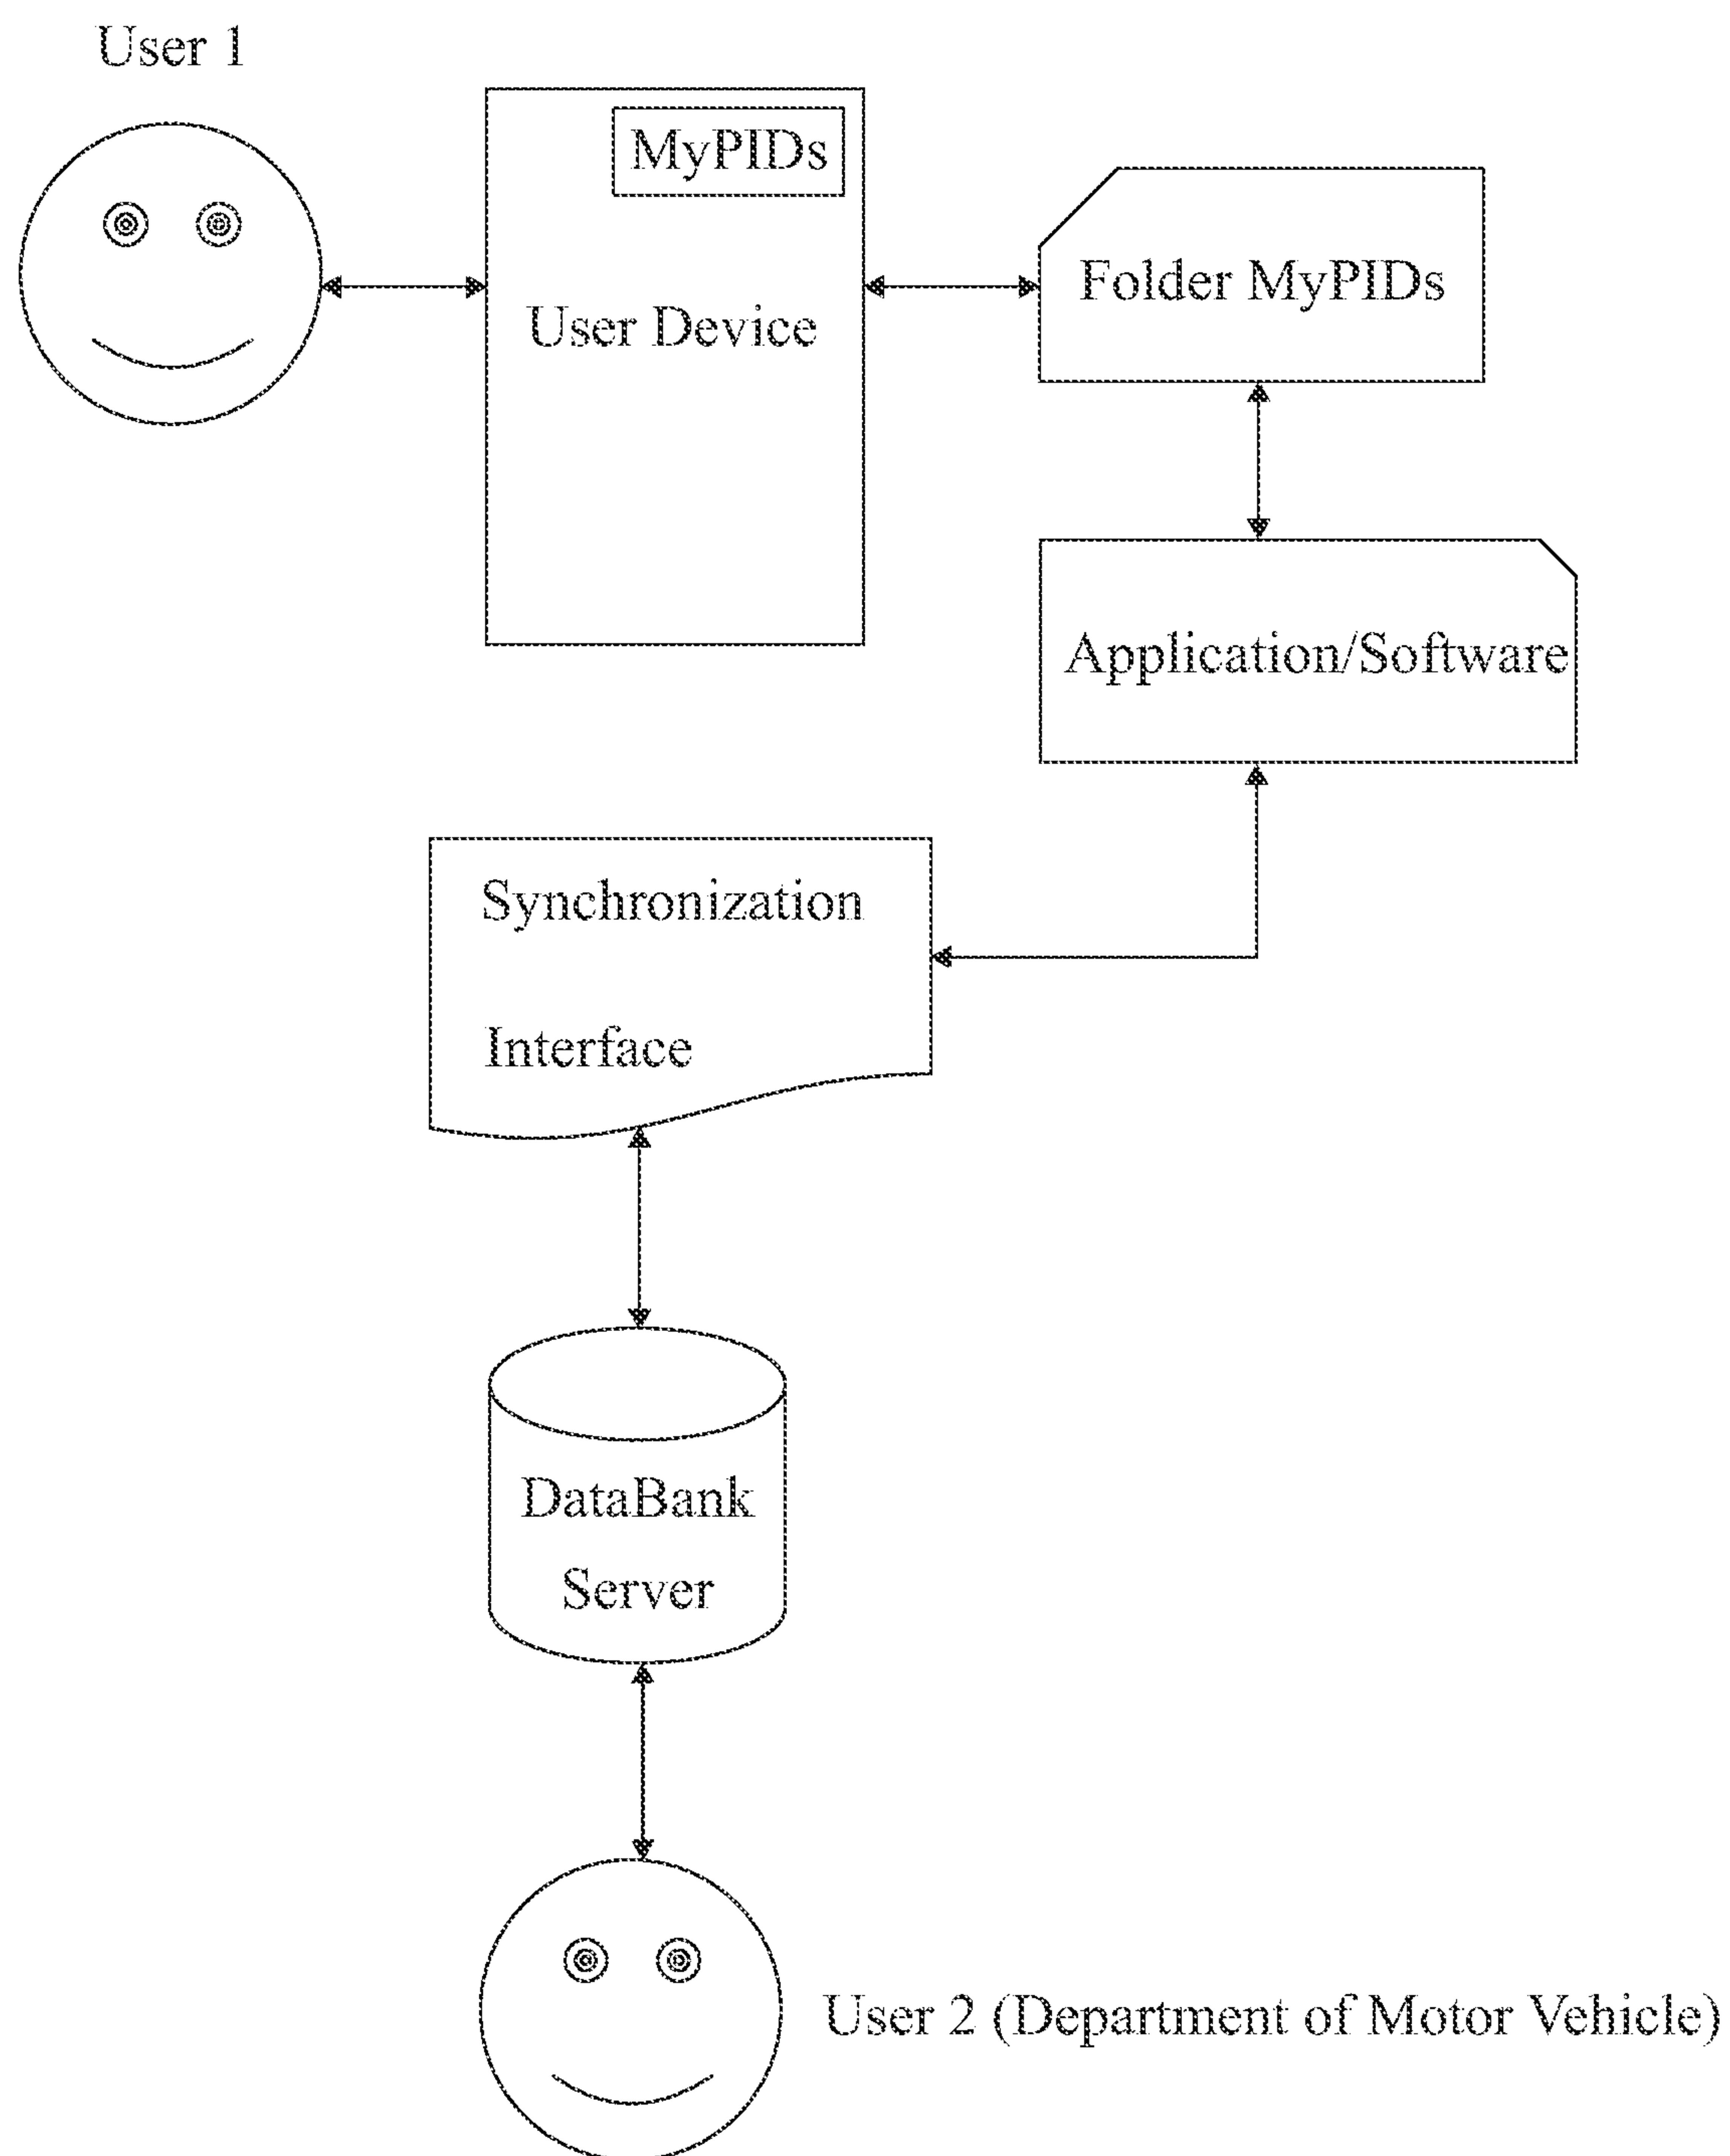 User 1
MyPIDs
User Device
Folder MyPIDs
Application/Software
Synchronization
Interface
DataBank
Server
User 2 (Department of Motor Vehicle)